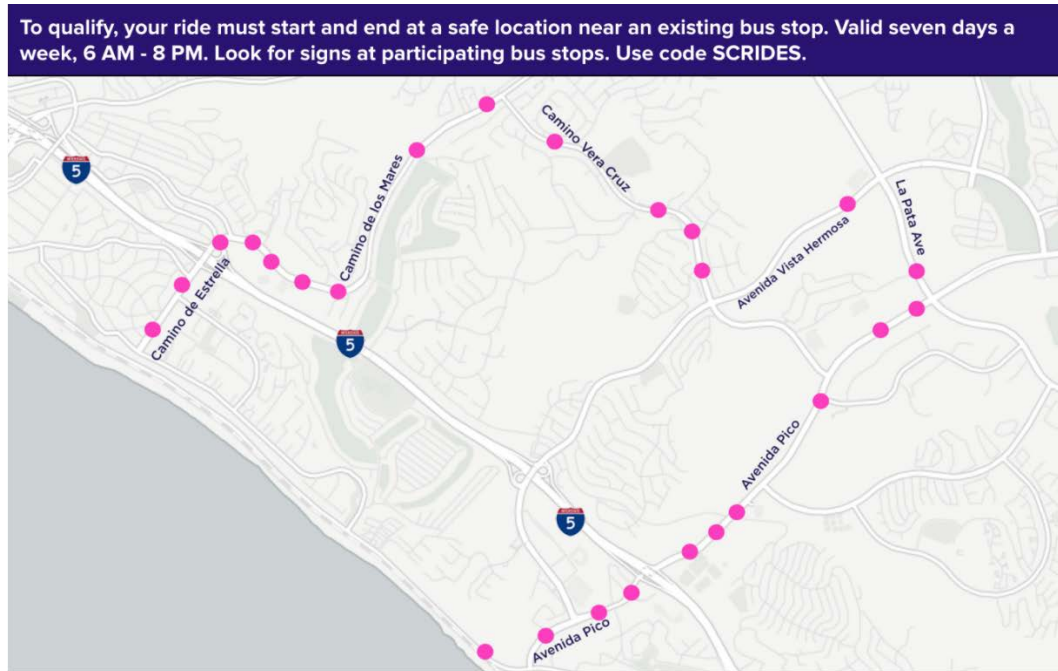 To qualify, your ride must start and end at a safe location near an existing bus stop. Valid seven days a
week, 6 AM - 8 PM. Look for signs at participating bus stops. Use code SCRIDES.
Camino Vera Cruz
5
Camino de los Mares
La Pata Ave
Avenida Vista Hermosa
Camino de Estrella
5
Avenida Pico
5
Avenida Pico